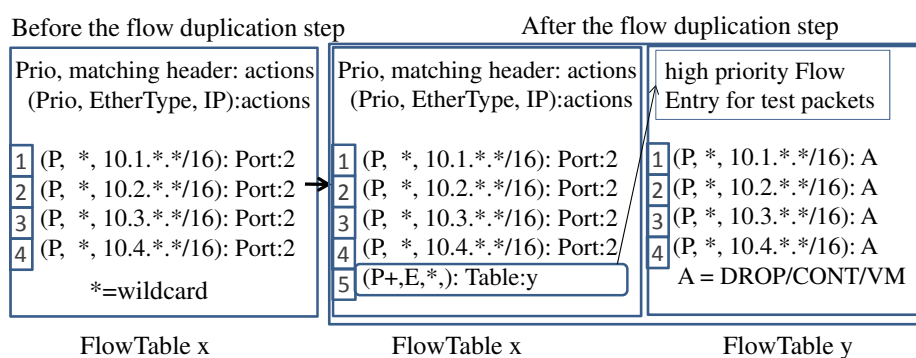 Before the flow duplication step
After the flow duplication step
Prio, matching header: actions
(Prio, EtherType, IP):actions
1 (P, *, 10.1.*.*/16): Port:2
2 (P, *, 10.2.*.*/16): Port:2
3 (P, *, 10.3.*.*/16): Port:2
4 (P, *, 10.4.*.*/16): Port:2
*=wildcard
FlowTable x
Prio, matching header: actions
(Prio, EtherType, IP):actions
1 (P, *, 10.1.*.*/16): Port:2
2 (P, *, 10.2.*.*/16): Port:2
3 (P, *, 10.3.*.*/16): Port:2
4 (P, *, 10.4.*.*/16): Port:2
5 (P+,E,*,): Table:y
FlowTable x
high priority Flow
Entry for test packets
1 (P, *, 10.1.*.*/16): A
2 (P, *, 10.2.*.*/16): A
3 (P, *, 10.3.*.*/16): A
4 (P, *, 10.4.*.*/16): A
A = DROP/CONT/VM
FlowTable y